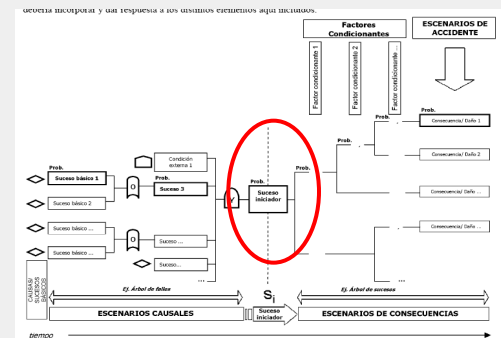 debería incorporar y dar respuesta a los distintos elementos aquí incluidos.
Factores
Condicionantes
ESCENARIOS DE
ACCIDENTE
Factor condicionante 1
Factor condicionante 2
Factor condicionante ...
Prob.
Consecuencia/ Daño 1
Prob.
Prob.
Consecuencia/ Daño 2
Condición
externa 1
Prob.
Suceso básico 1
Prob.
Suceso 3
O
Prob.
Suceso
iniciador
Y
Prob.
Suceso básico 2
Consecuencia/ Daño ...
Suceso básico ...
O
Suceso ...
Consecuencia/ Daño ...
Suceso básico ...
Suceso...
...
...
CAUSAS/
SUCESOS
BÁSICOS
Ej. Árbol de fallos
Si
Ej. Árbol de sucesos
ESCENARIOS CAUSALES
Suceso
iniciador
ESCENARIOS DE CONSECUENCIAS
tiempo